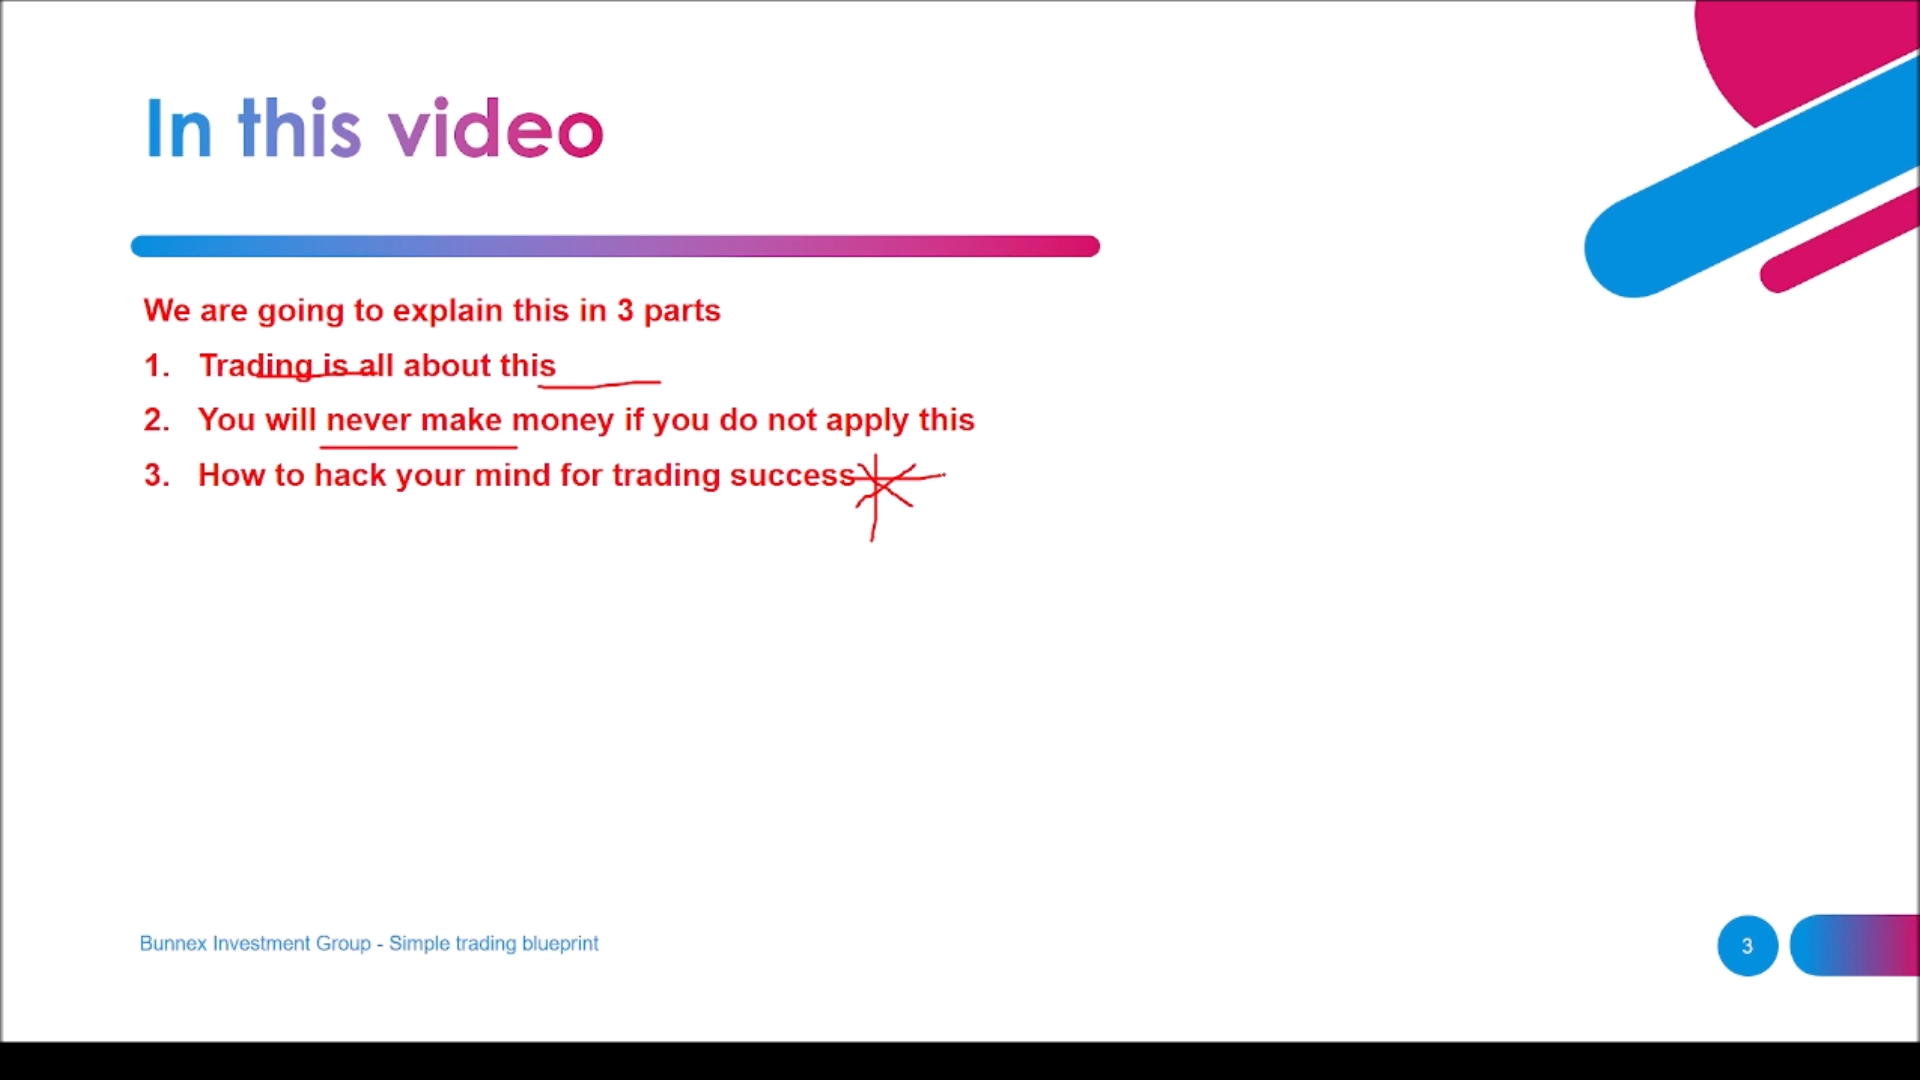 In this video
We are going to explain this in 3 parts
1. Trading is all about this
2. You will never make money if you do not apply this
3. How to hack your mind for trading success
Bunnex Investment Group - Simple trading blueprint
3